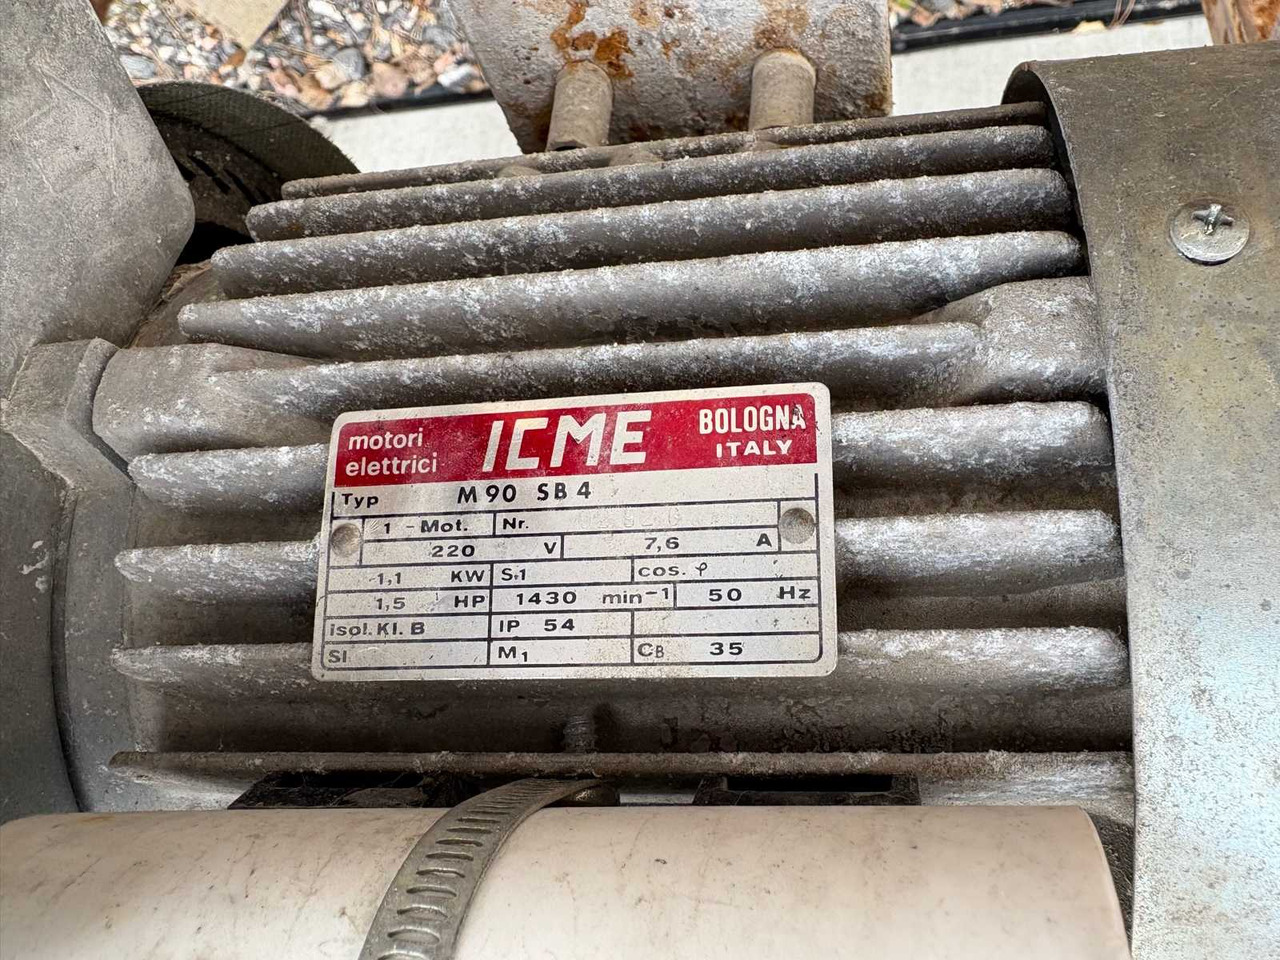 motori
elettrici
ICME
BOLOGNA
ITALY
Typ M90 SB4
1 - Mot. Nr.
220 V 7,6 A
1,1 KW S.1 cos. φ
1,5 HP 1430 min-1 50 Hz
isol. Kl. B IP 54
SI M1 CB 35